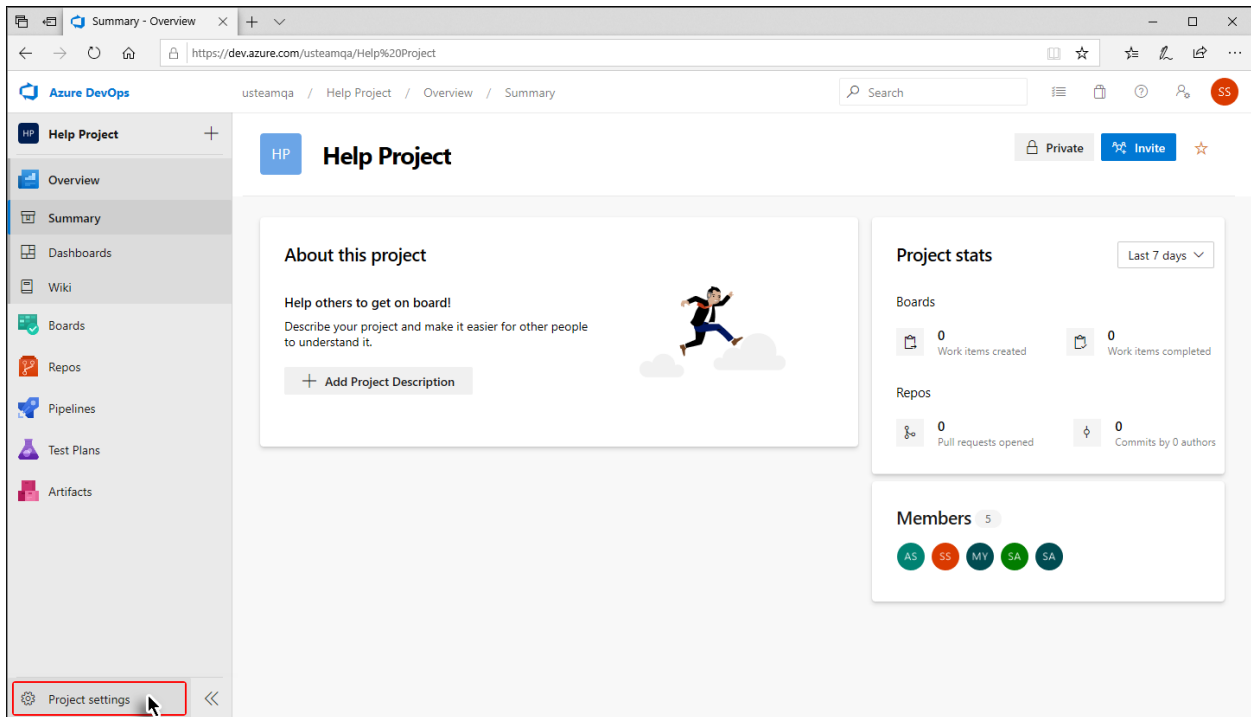 Summary - Overview
https://dev.azure.com/usteamqa/Help%20Project
Azure DevOps
usteamqa / Help Project / Overview / Summary
Search
SS
HP Help Project
Overview
Summary
Dashboards
Wiki
Boards
Repos
Pipelines
Test Plans
Artifacts
Project settings
HP Help Project
Private
Invite
About this project
Help others to get on board!
Describe your project and make it easier for other people
to understand it.
Add Project Description
Project stats
Last 7 days
Boards
0
Work items created
0
Work items completed
Repos
0
Pull requests opened
0
Commits by 0 authors
Members 5
AS SS MY SA SA